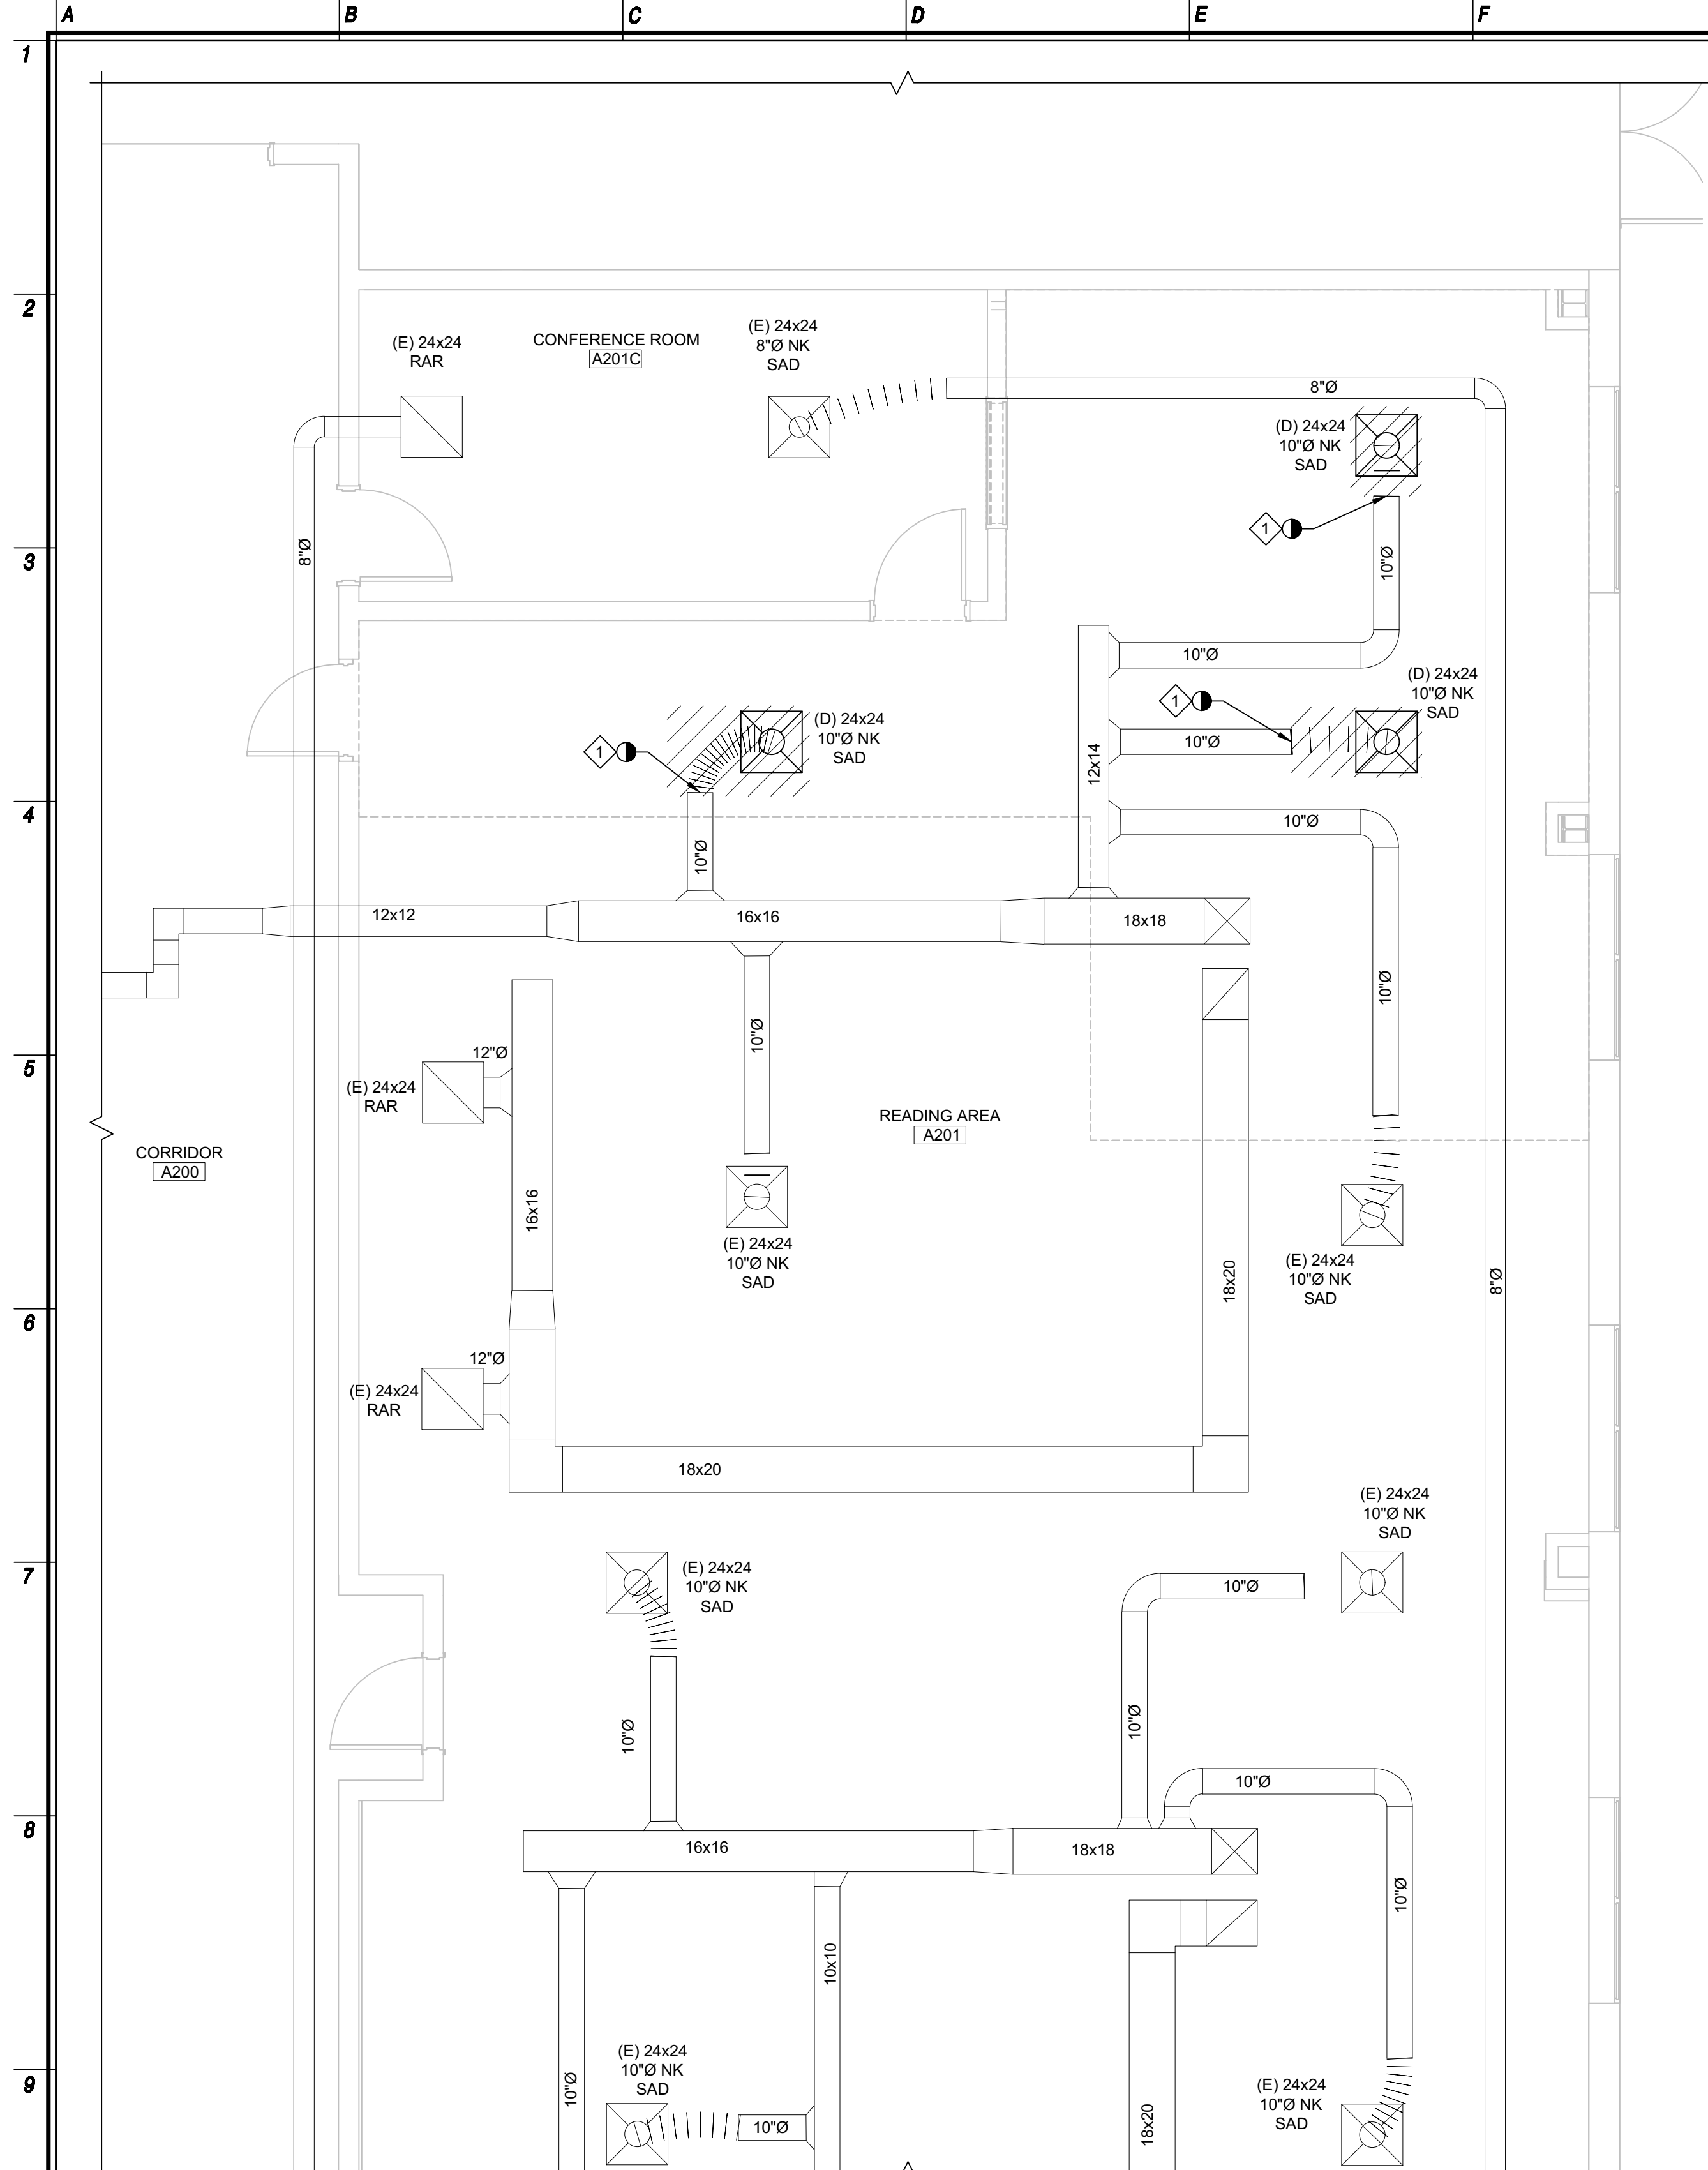 A B C D E F
1
2
(E) 24x24
RAR
CONFERENCE ROOM
A201C
(E) 24x24
8"Ø NK
SAD
8"Ø
(D) 24x24
10"Ø NK
SAD
1
3
8"Ø
10"Ø
10"Ø
(D) 24x24
10"Ø NK
SAD
1
10"Ø
12x14
(D) 24x24
10"Ø NK
SAD
1
4
10"Ø
10"Ø
12x12
16x16
18x18
10"Ø
10"Ø
5
12"Ø
(E) 24x24
RAR
READING AREA
A201
CORRIDOR
A200
16x16
(E) 24x24
10"Ø NK
SAD
(E) 24x24
10"Ø NK
SAD
18x20
8"Ø
6
12"Ø
(E) 24x24
RAR
18x20
(E) 24x24
10"Ø NK
SAD
7
(E) 24x24
10"Ø NK
SAD
10"Ø
10"Ø
10"Ø
10"Ø
8
16x16
18x18
10"Ø
10x10
9
(E) 24x24
10"Ø NK
SAD
10"Ø
10"Ø
18x20
(E) 24x24
10"Ø NK
SAD